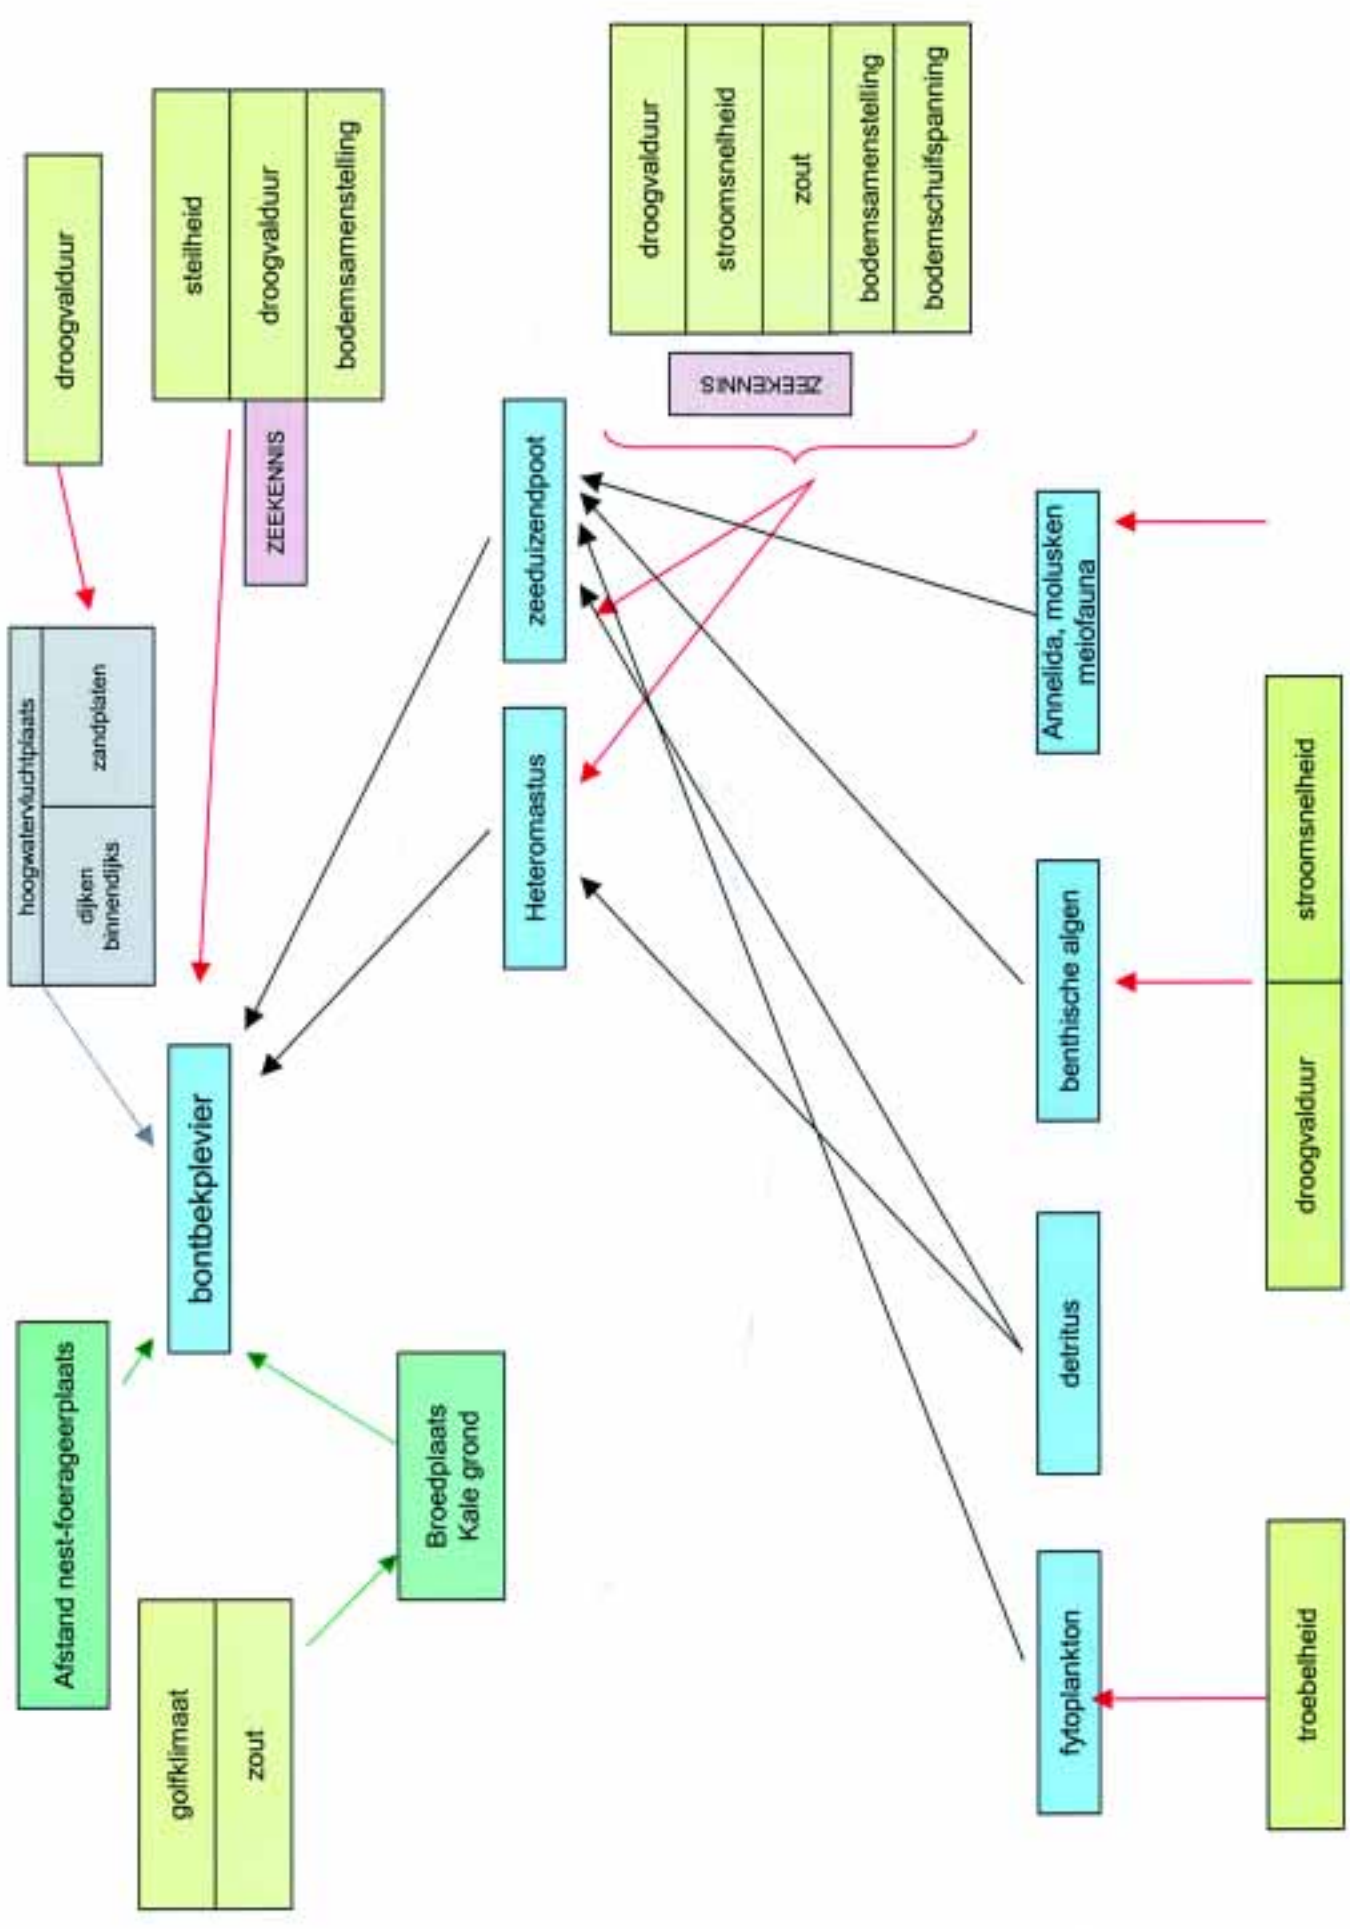 Afstand nest-foerageerplaats
hoogwatervluchtplaats
dijken
binnendijks
zandplaten
droogvalduur
golfklimaat
zout
bontbekplevier
steilheid
droogvalduur
bodemsamenstelling
ZEEKENNIS
Broedplaats
Kale grond
Heteromastus
zeeduizendpoot
ZEEKENNIS
droogvalduur
stroomsnelheid
zout
bodemsamenstelling
bodemschuifspanning
fytoplankton
detritus
benthische algen
Annelida, molusken
meiofauna
troebelheid
droogvalduur
stroomsnelheid